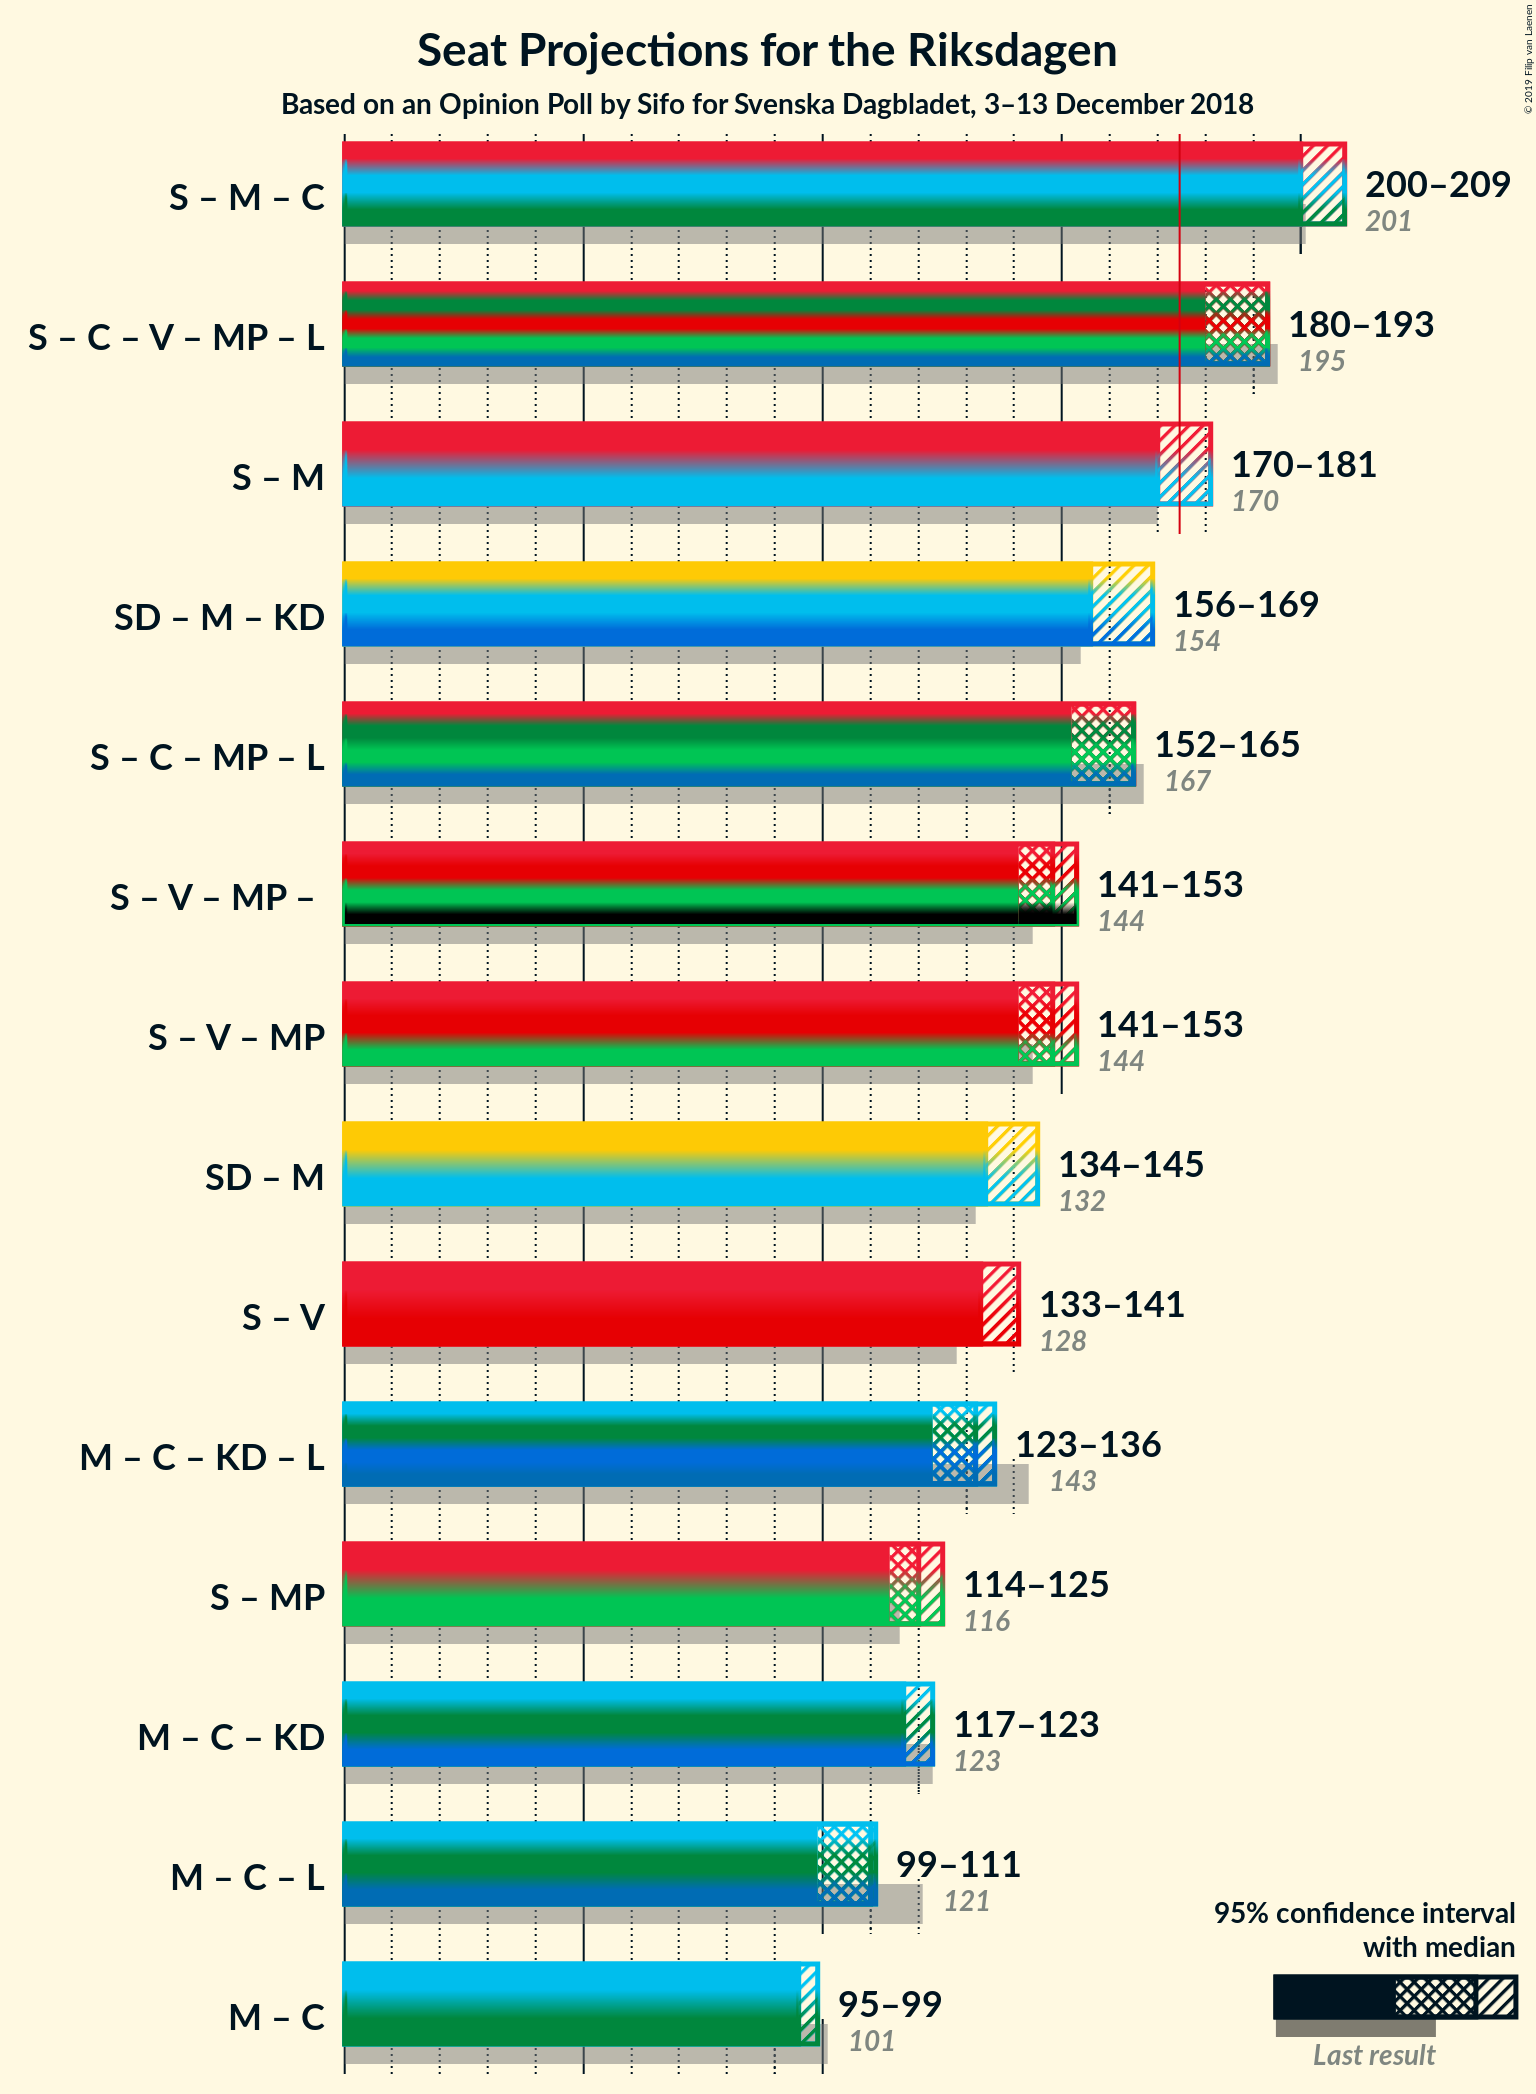 Seat Projections for the Riksdagen
Based on an Opinion Poll by Sifo for Svenska Dagbladet, 3–13 December 2018
© 2019 Filip van Laenen
S – M – C
200–209
201
S – C – V – MP – L
180–193
195
S – M
170–181
170
SD – M – KD
156–169
154
S – C – MP – L
152–165
167
S – V – MP –
141–153
144
S – V – MP
141–153
144
SD – M
134–145
132
S – V
133–141
128
M – C – KD – L
123–136
143
S – MP
114–125
116
M – C – KD
117–123
123
M – C – L
99–111
121
M – C
95–99
101
95% confidence interval
with median
Last result